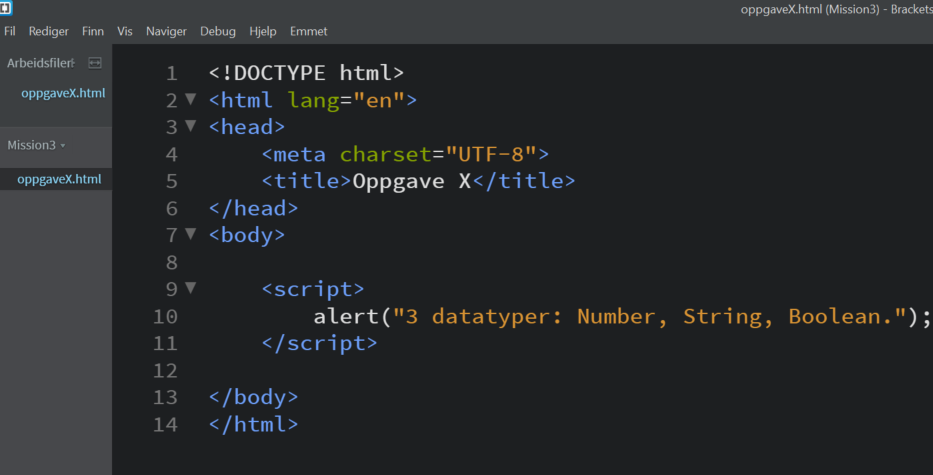 oppgaveX.html (Mission3) - Brackets
Fil Rediger Finn Vis Naviger Debug Hjelp Emmet
Arbeidsfiler
oppgaveX.html
Mission3
oppgaveX.html
1 <!DOCTYPE html>
2 <html lang="en">
3 <head>
4 <meta charset="UTF-8">
5 <title>Oppgave X</title>
6 </head>
7 <body>
8
9 <script>
10 alert("3 datatyper: Number, String, Boolean.");
11 </script>
12
13 </body>
14 </html>